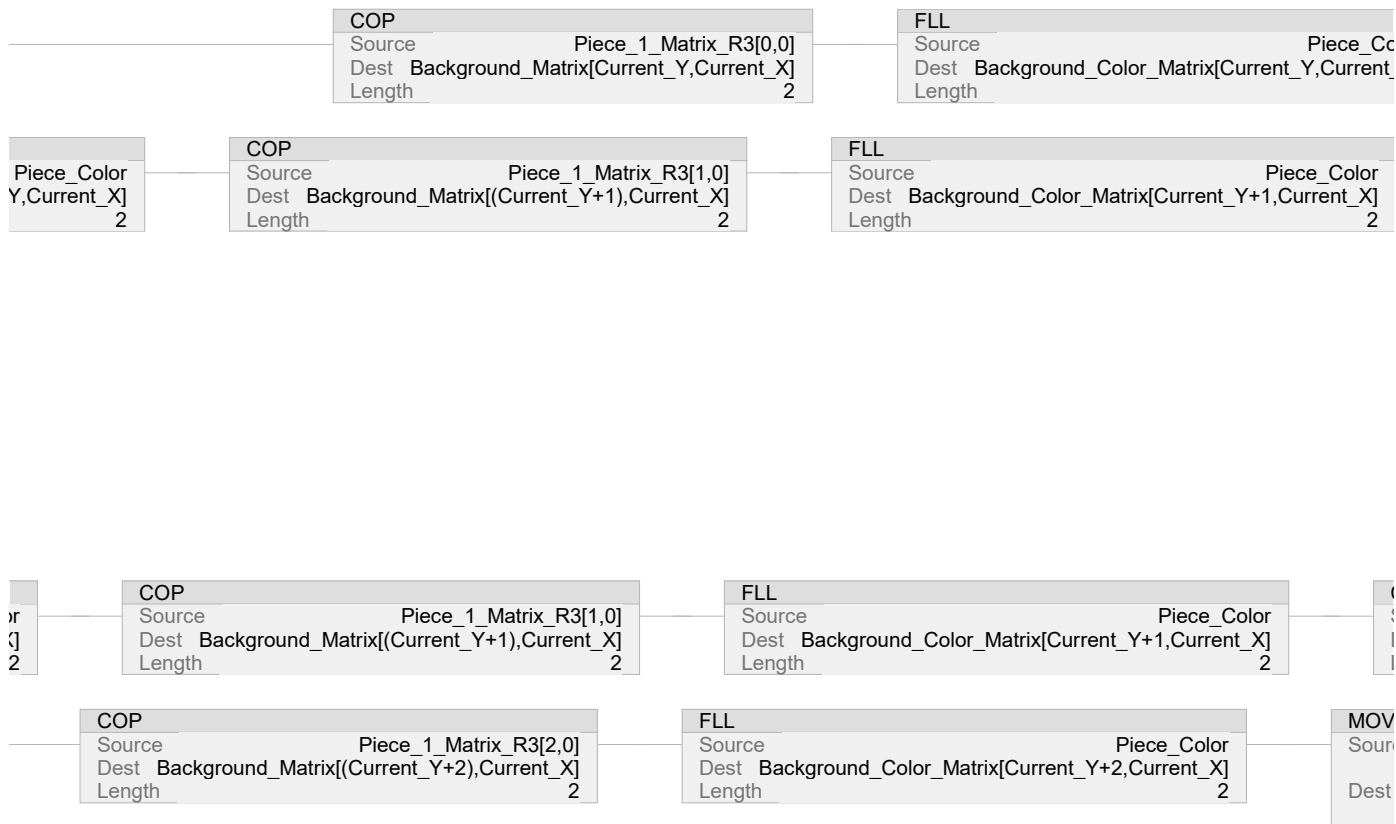 COP
Source Piece_1_Matrix_R3[0,0]
Dest Background_Matrix[Current_Y,Current_X]
Length 2
FLL
Source
Dest Background_Color_Matrix[Current_Y,Current_
Length
Piece_Color
Y,Current_X]
2
COP
Source Piece_1_Matrix_R3[1,0]
Dest Background_Matrix[(Current_Y+1),Current_X]
Length 2
FLL
Source Piece_Color
Dest Background_Color_Matrix[Current_Y+1,Current_X]
Length 2
2
COP
Source Piece_1_Matrix_R3[1,0]
Dest Background_Matrix[(Current_Y+1),Current_X]
Length 2
FLL
Source Piece_Color
Dest Background_Color_Matrix[Current_Y+1,Current_X]
Length 2
COP
Source Piece_1_Matrix_R3[2,0]
Dest Background_Matrix[(Current_Y+2),Current_X]
Length 2
FLL
Source Piece_Color
Dest Background_Color_Matrix[Current_Y+2,Current_X]
Length 2
MOV
Dest